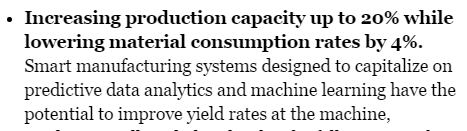 • Increasing production capacity up to 20% while
lowering material consumption rates by 4%.
Smart manufacturing systems designed to capitalize on
predictive data analytics and machine learning have the
potential to improve yield rates at the machine,